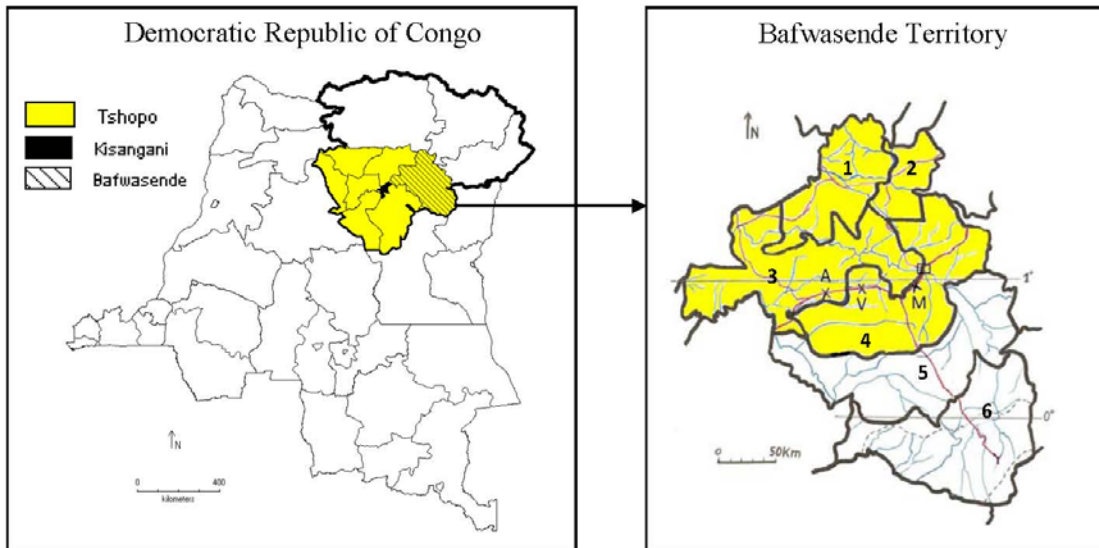 Democratic Republic of Congo
Tshopo
Kisangani
Bafwasende
N
0 400
kilometers
Bafwasende Territory
N
1 2
3 A
X X
V M
1°
4
5
6
0°
0 50Km